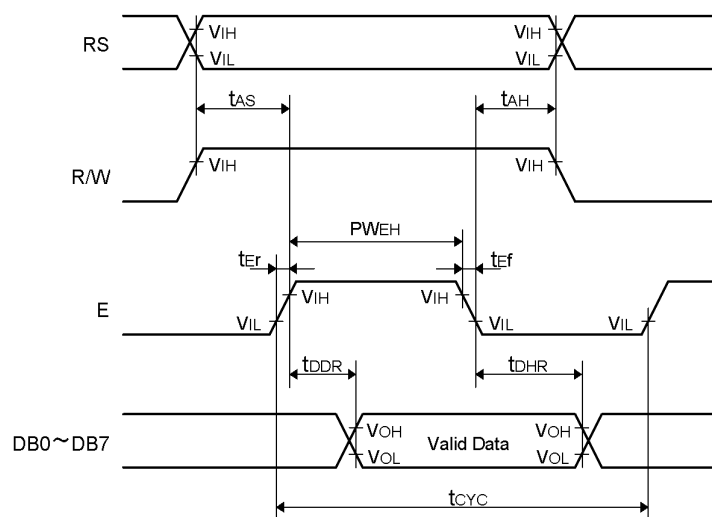 RS
VIH
VIL
VIH
VIL
tAS
tAH
R/W
VIH
VIH
PWEH
tEr
tEf
E
VIH
VIH
VIL
VIL
VIL
tDDR
tDHR
DB0～DB7
VOH
VOL
Valid Data
VOH
VOL
tCYC